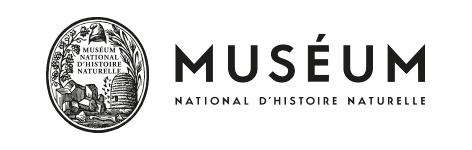 MUSÉUM
NATIONAL
D'HISTOIRE
NATURELLE
MUSÉUM
NATIONAL D'HISTOIRE NATURELLE